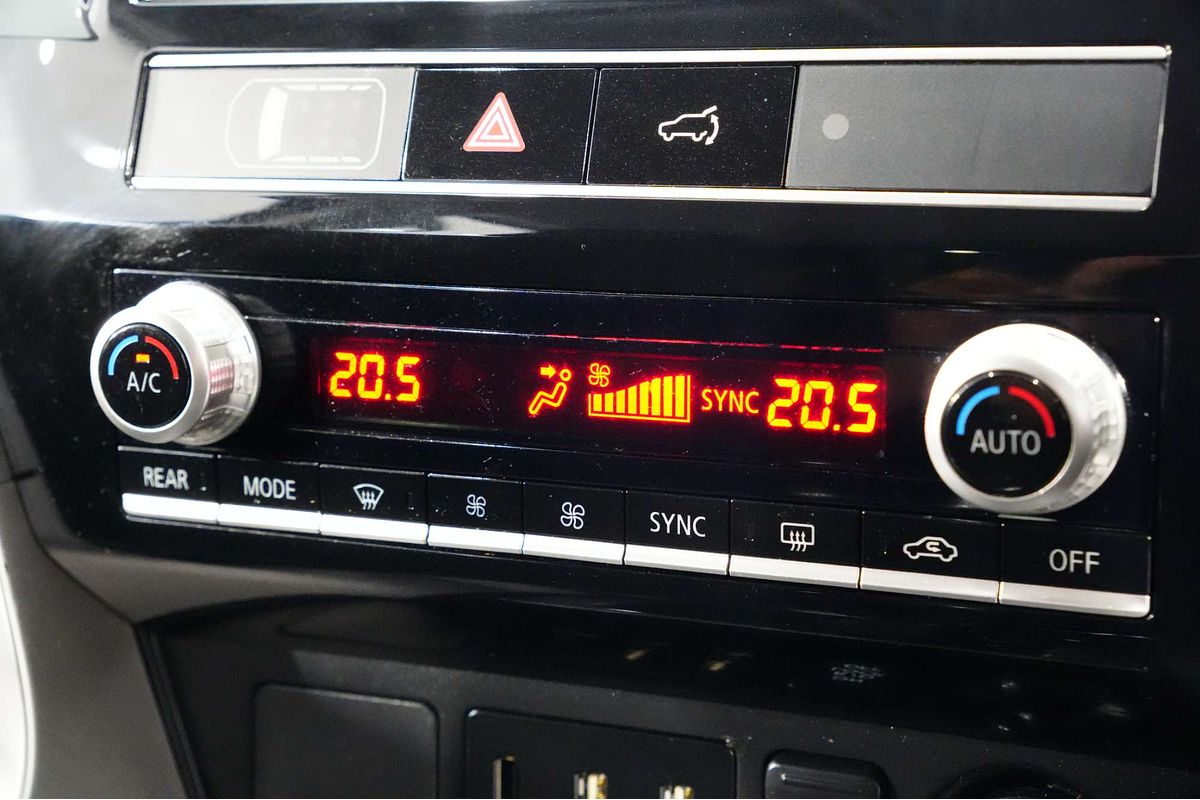 20.5
SYNC 20.5
A/C
AUTO
REAR
MODE
SYNC
OFF